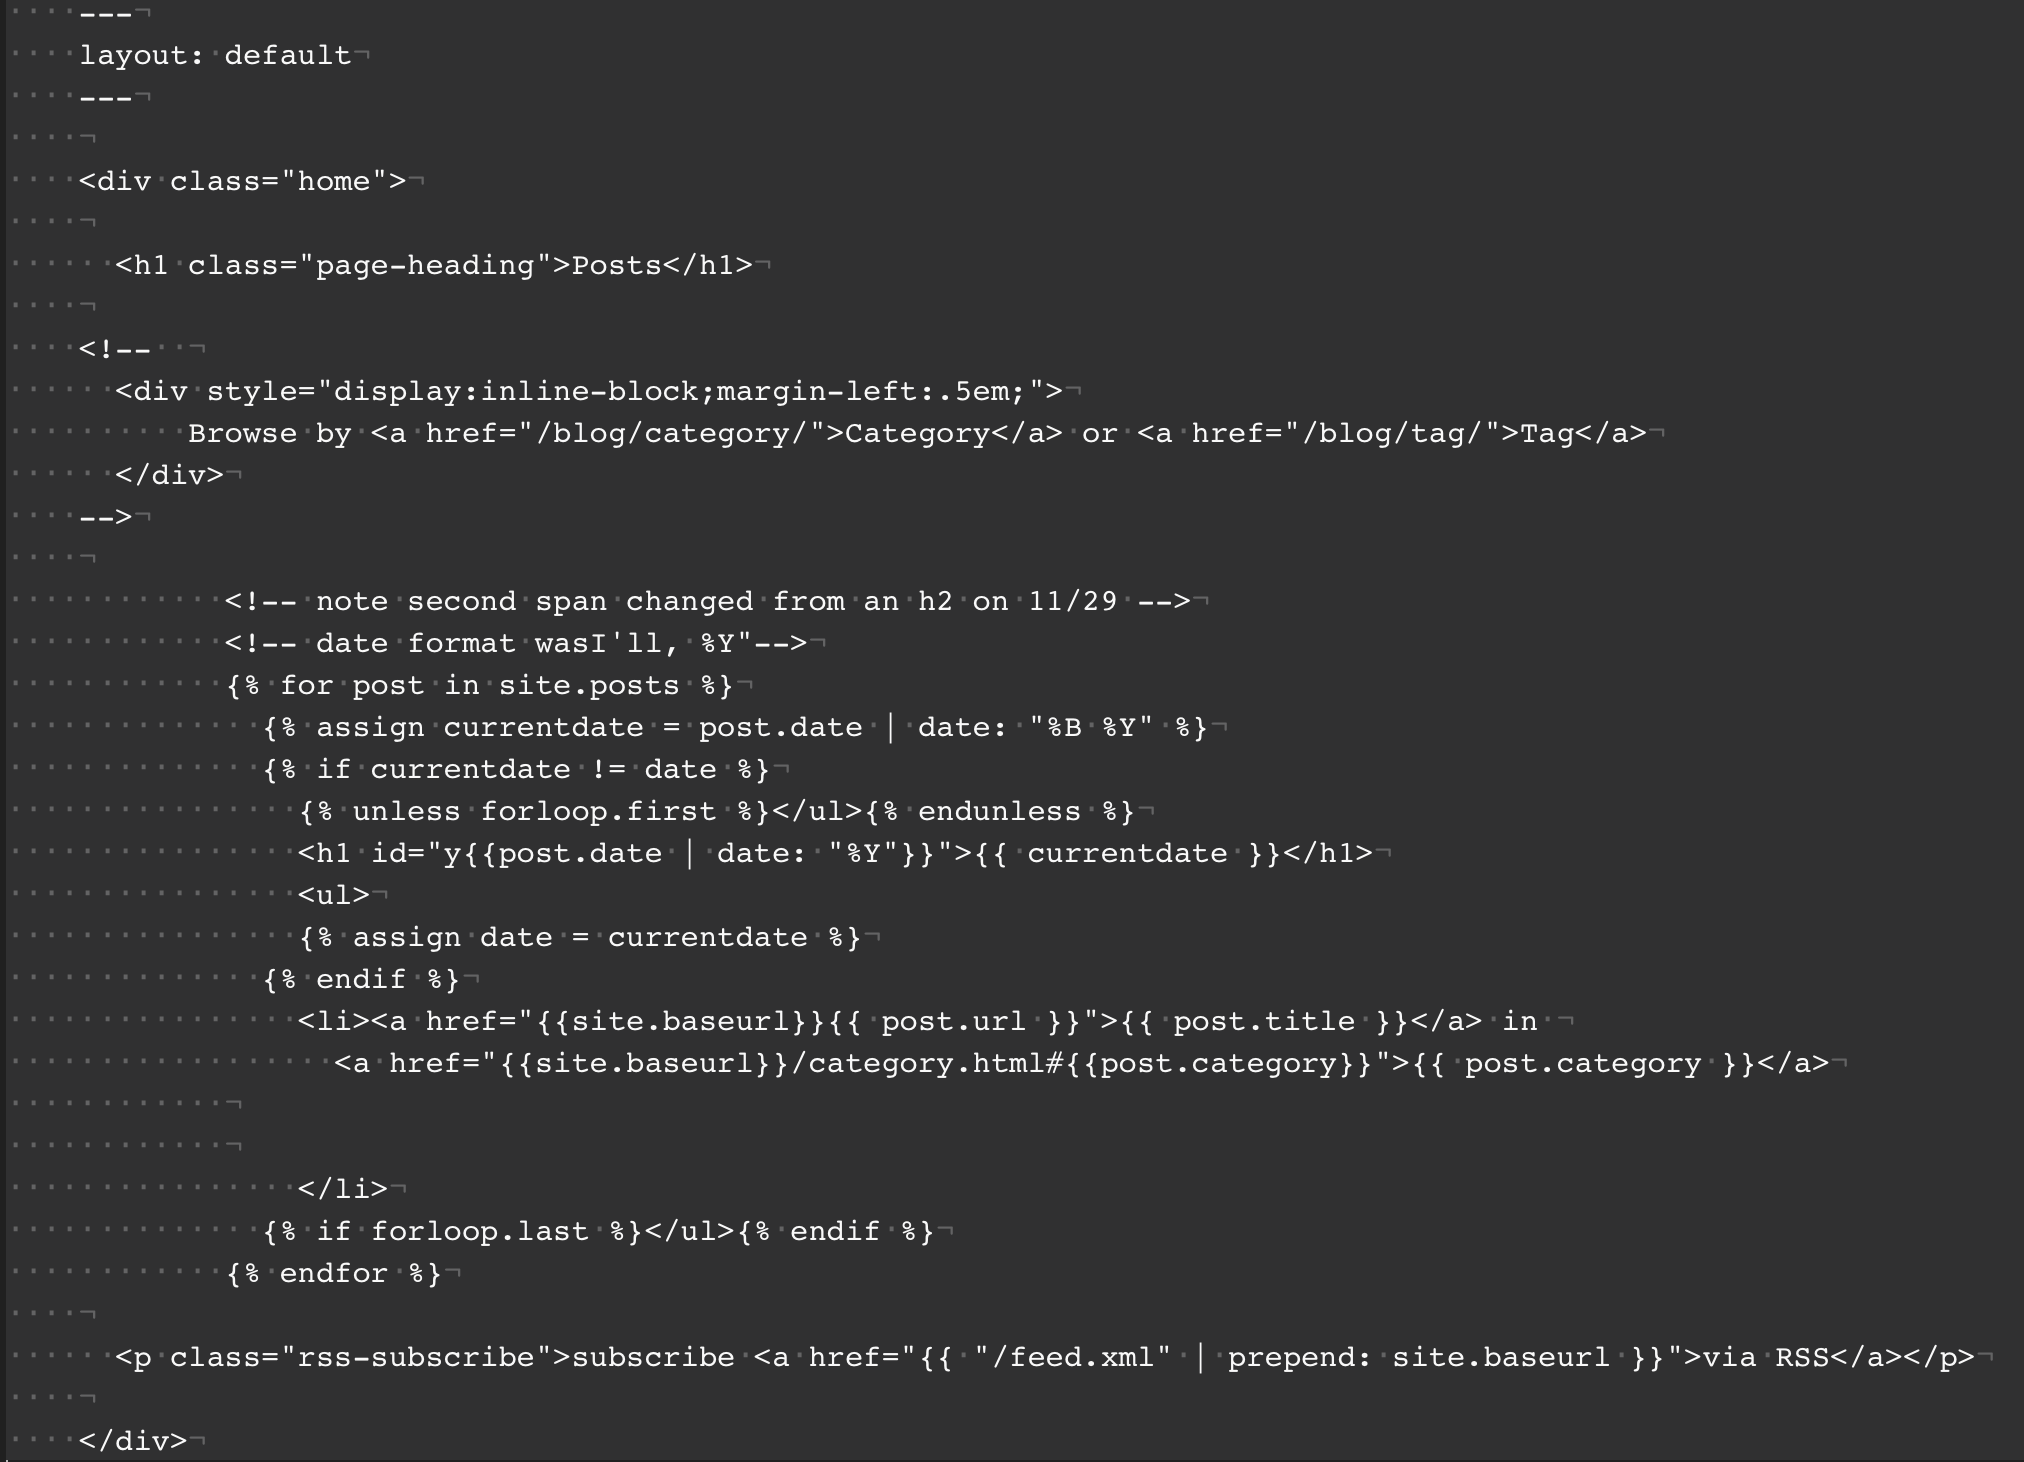 ---
layout: default
---
<div class="home">
<h1 class="page-heading">Posts</h1>
<!--
<div style="display:inline-block;margin-left:.5em;">
Browse by <a href="/blog/category/">Category</a> or <a href="/blog/tag/">Tag</a>
</div>
-->
<!-- note second span changed from an h2 on 11/29 -->
<!-- date format wasI'll, %Y"-->
{% for post in site.posts %}
{% assign currentdate = post.date | date: "%B %Y" %}
{% if currentdate != date %}
{% unless forloop.first %}</ul>{% endunless %}
<h1 id="y{{post.date | date: "%Y"}}">{{ currentdate }}</h1>
<ul>
{% assign date = currentdate %}
{% endif %}
<li><a href="{{site.baseurl}}{{ post.url }}">{{ post.title }}</a> in
<a href="{{site.baseurl}}/category.html#{{post.category}}">{{ post.category }}</a>
</li>
{% if forloop.last %}</ul>{% endif %}
{% endfor %}
<p class="rss-subscribe">subscribe <a href="{{ "/feed.xml" | prepend: site.baseurl }}">via RSS</a></p>
</div>